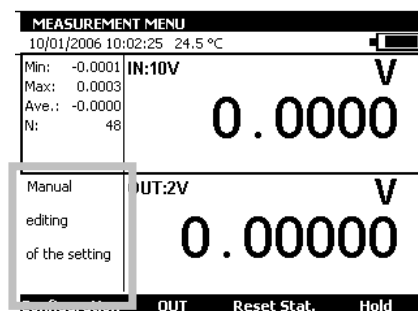 MEASUREMENT MENU
10/01/2006 10:02:25 24.5 °C
Min: -0.0001
Max: 0.0003
Ave.: -0.0000
N: 48
IN:10V
V
0.0000
Manual
editing
of the setting
OUT:2V
V
0.00000
OUT Reset Stat. Hold